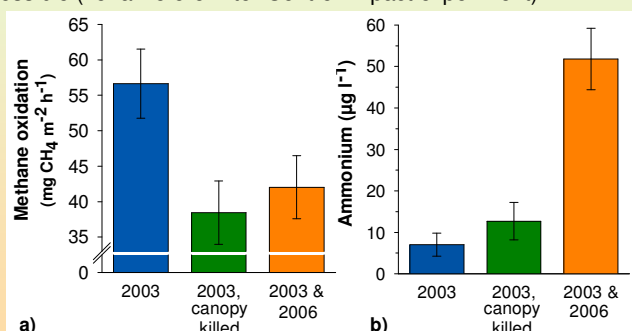 65
60
55
50
45
40
35
0
Methane oxidation
(mg CH₄ m⁻² h⁻¹)
2003
2003,
canopy
killed
2003 &
2006
a)
60
50
40
30
20
10
0
Ammonium (µg l⁻¹)
2003
2003,
canopy
killed
2003 &
2006
b)